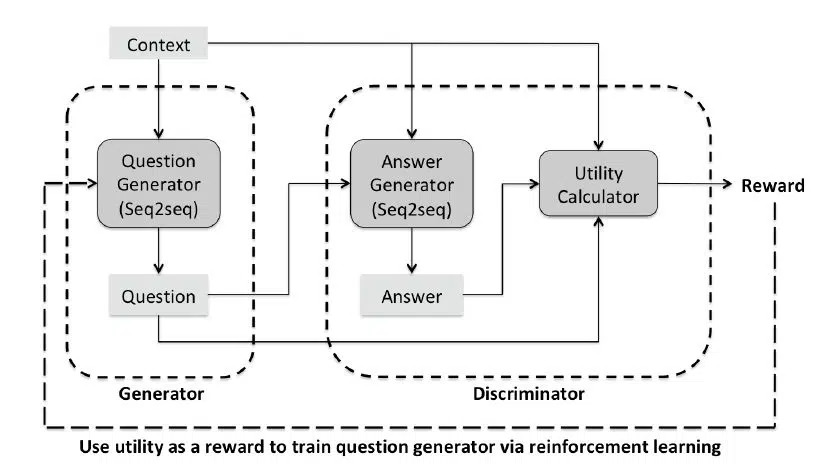 Context
Question
Generator
(Seq2seq)
Answer
Generator
(Seq2seq)
Utility
Calculator
Reward
Question
Answer
Generator
Discriminator
Use utility as a reward to train question generator via reinforcement learning